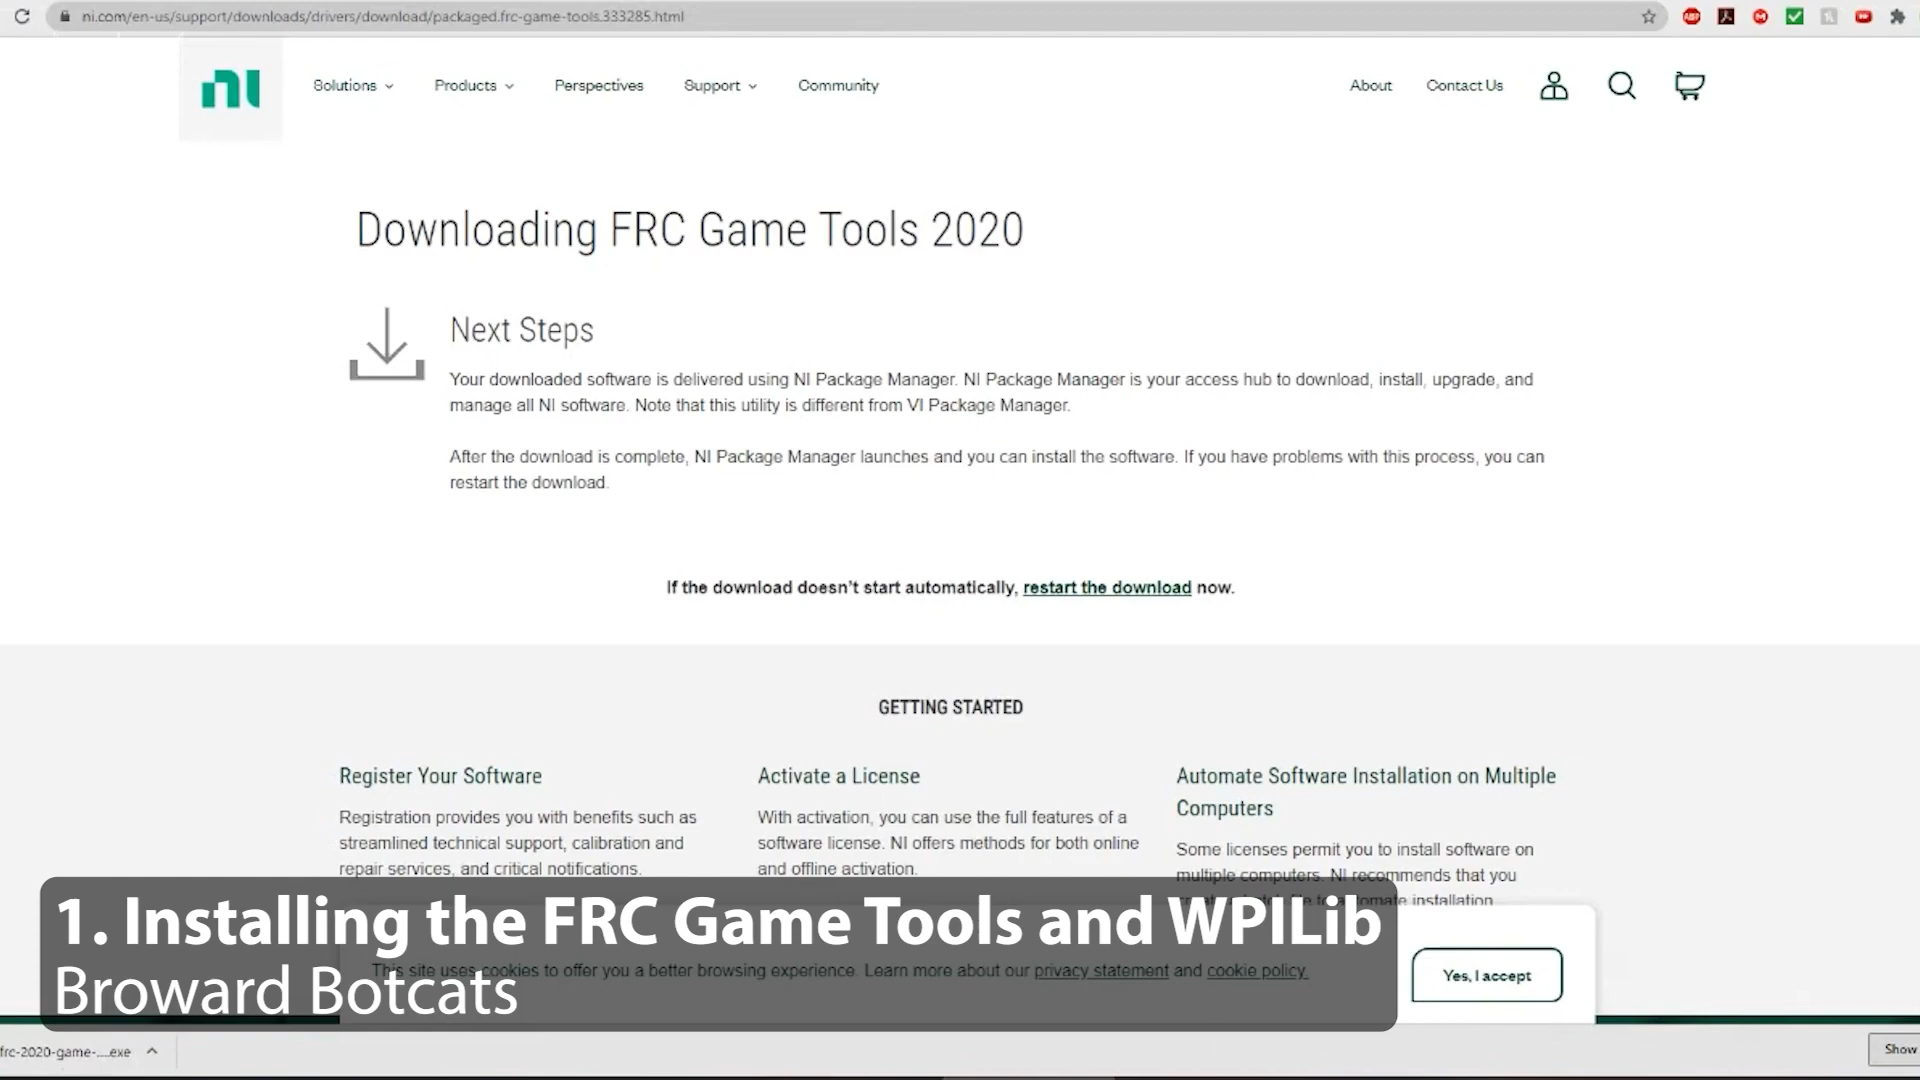 ni.com/en-us/support/downloads/drivers/download/packaged.frc-game-tools.333285.html
ABP
ni
Solutions
Products
Perspectives
Support
Community
About
Contact Us
Downloading FRC Game Tools 2020
Next Steps
Your downloaded software is delivered using NI Package Manager. NI Package Manager is your access hub to download, install, upgrade, and
manage all NI software. Note that this utility is different from VI Package Manager.
After the download is complete, NI Package Manager launches and you can install the software. If you have problems with this process, you can
restart the download.
If the download doesn't start automatically, restart the download now.
GETTING STARTED
Register Your Software
Registration provides you with benefits such as
streamlined technical support, calibration and
repair services, and critical notifications.
Activate a License
With activation, you can use the full features of a
software license. NI offers methods for both online
and offline activation.
Automate Software Installation on Multiple
Computers
Some licenses permit you to install software on
multiple computers. NI recommends that you
automate installation
1. Installing the FRC Game Tools and WPILib
This site uses cookies to offer you a better browsing experience. Learn more about our privacy statement and cookie policy.
Yes, I accept
Broward Botcats
frc-2020-game-....exe
Show